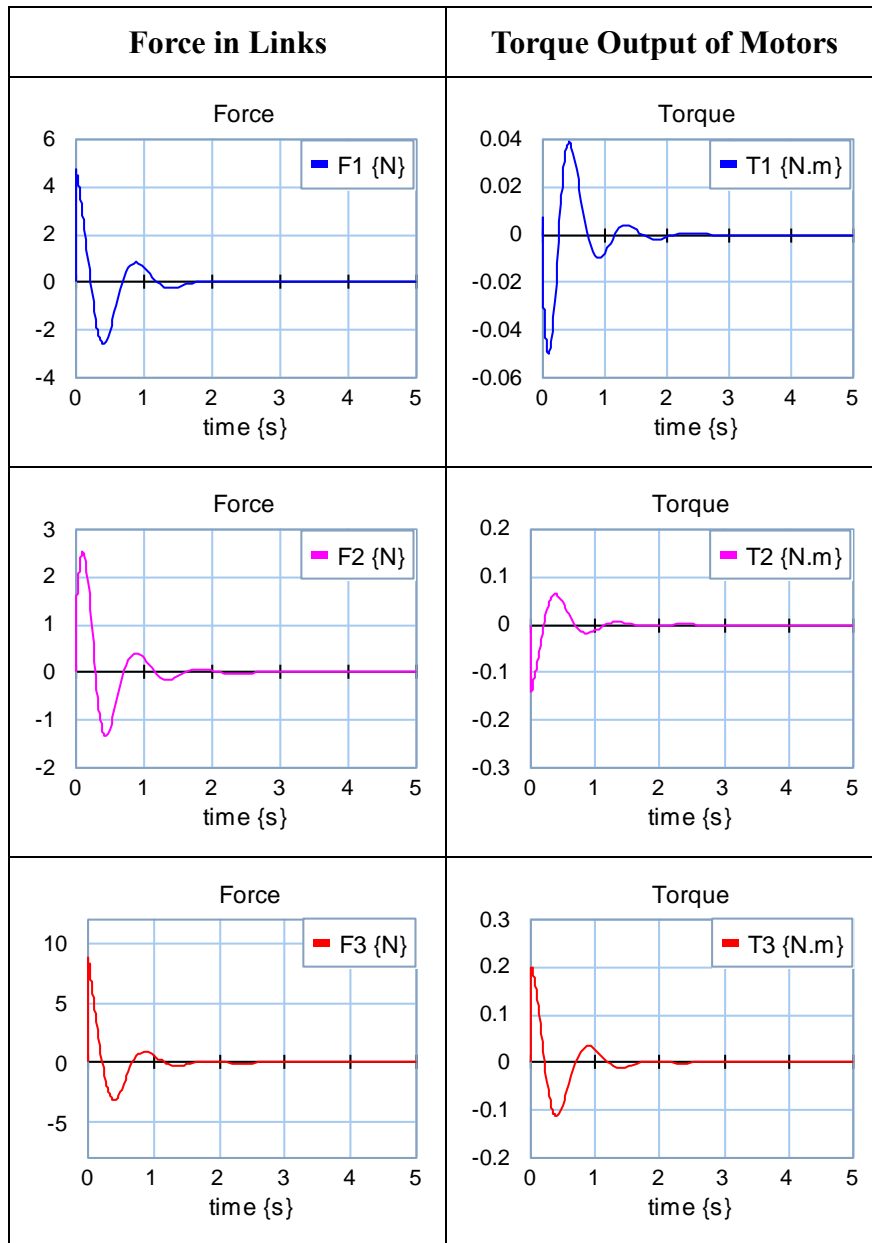 Force in Links
Torque Output of Motors
Force
6
4
2
0
-2
-4
F1 {N}
0 1 2 3 4 5
time {s}
Torque
0.04
0.02
0
-0.02
-0.04
-0.06
T1 {N.m}
0 1 2 3 4 5
time {s}
Force
3
2
1
0
-1
-2
F2 {N}
0 1 2 3 4 5
time {s}
Torque
0.2
0.1
0
-0.1
-0.2
-0.3
T2 {N.m}
0 1 2 3 4 5
time {s}
Force
10
5
0
-5
F3 {N}
0 1 2 3 4 5
time {s}
Torque
0.3
0.2
0.1
0
-0.1
-0.2
T3 {N.m}
0 1 2 3 4 5
time {s}